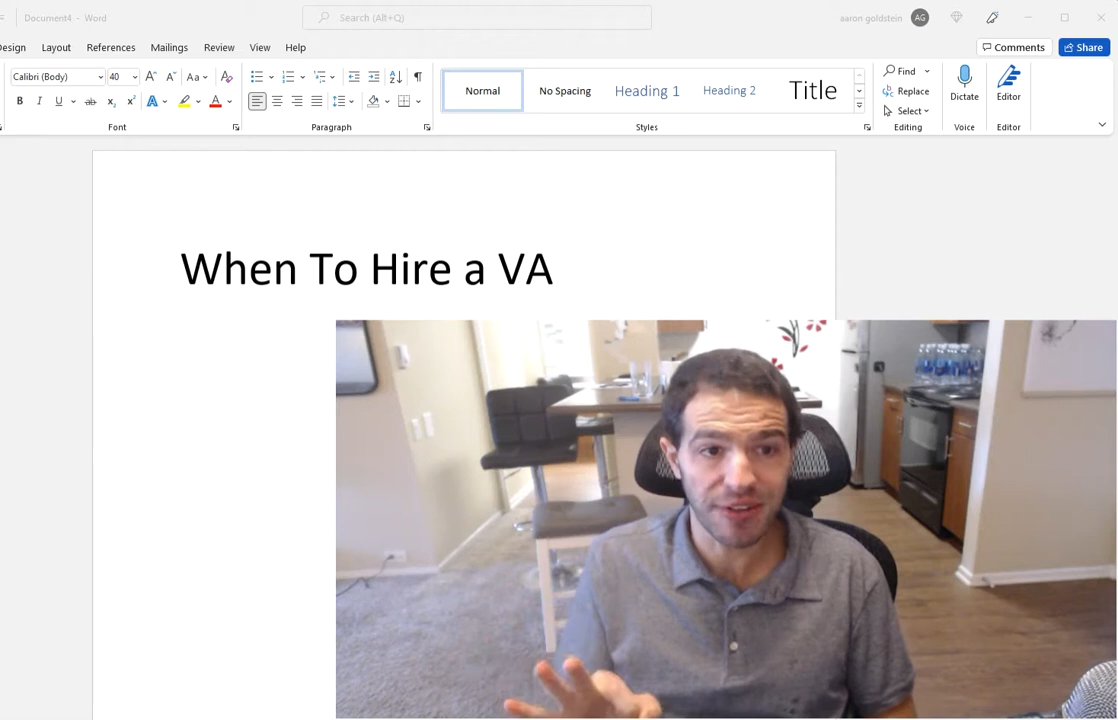 Document4 - Word
Search (Alt+Q)
aaron goldstein
AG
esign
Layout
References
Mailings
Review
View
Help
Comments
Share
Calibri (Body)
40
Aa
Normal
No Spacing
Heading 1
Heading 2
Title
Find
Replace
Select
Dictate
Editor
Font
Paragraph
Styles
Editing
Voice
Editor
When To Hire a VA